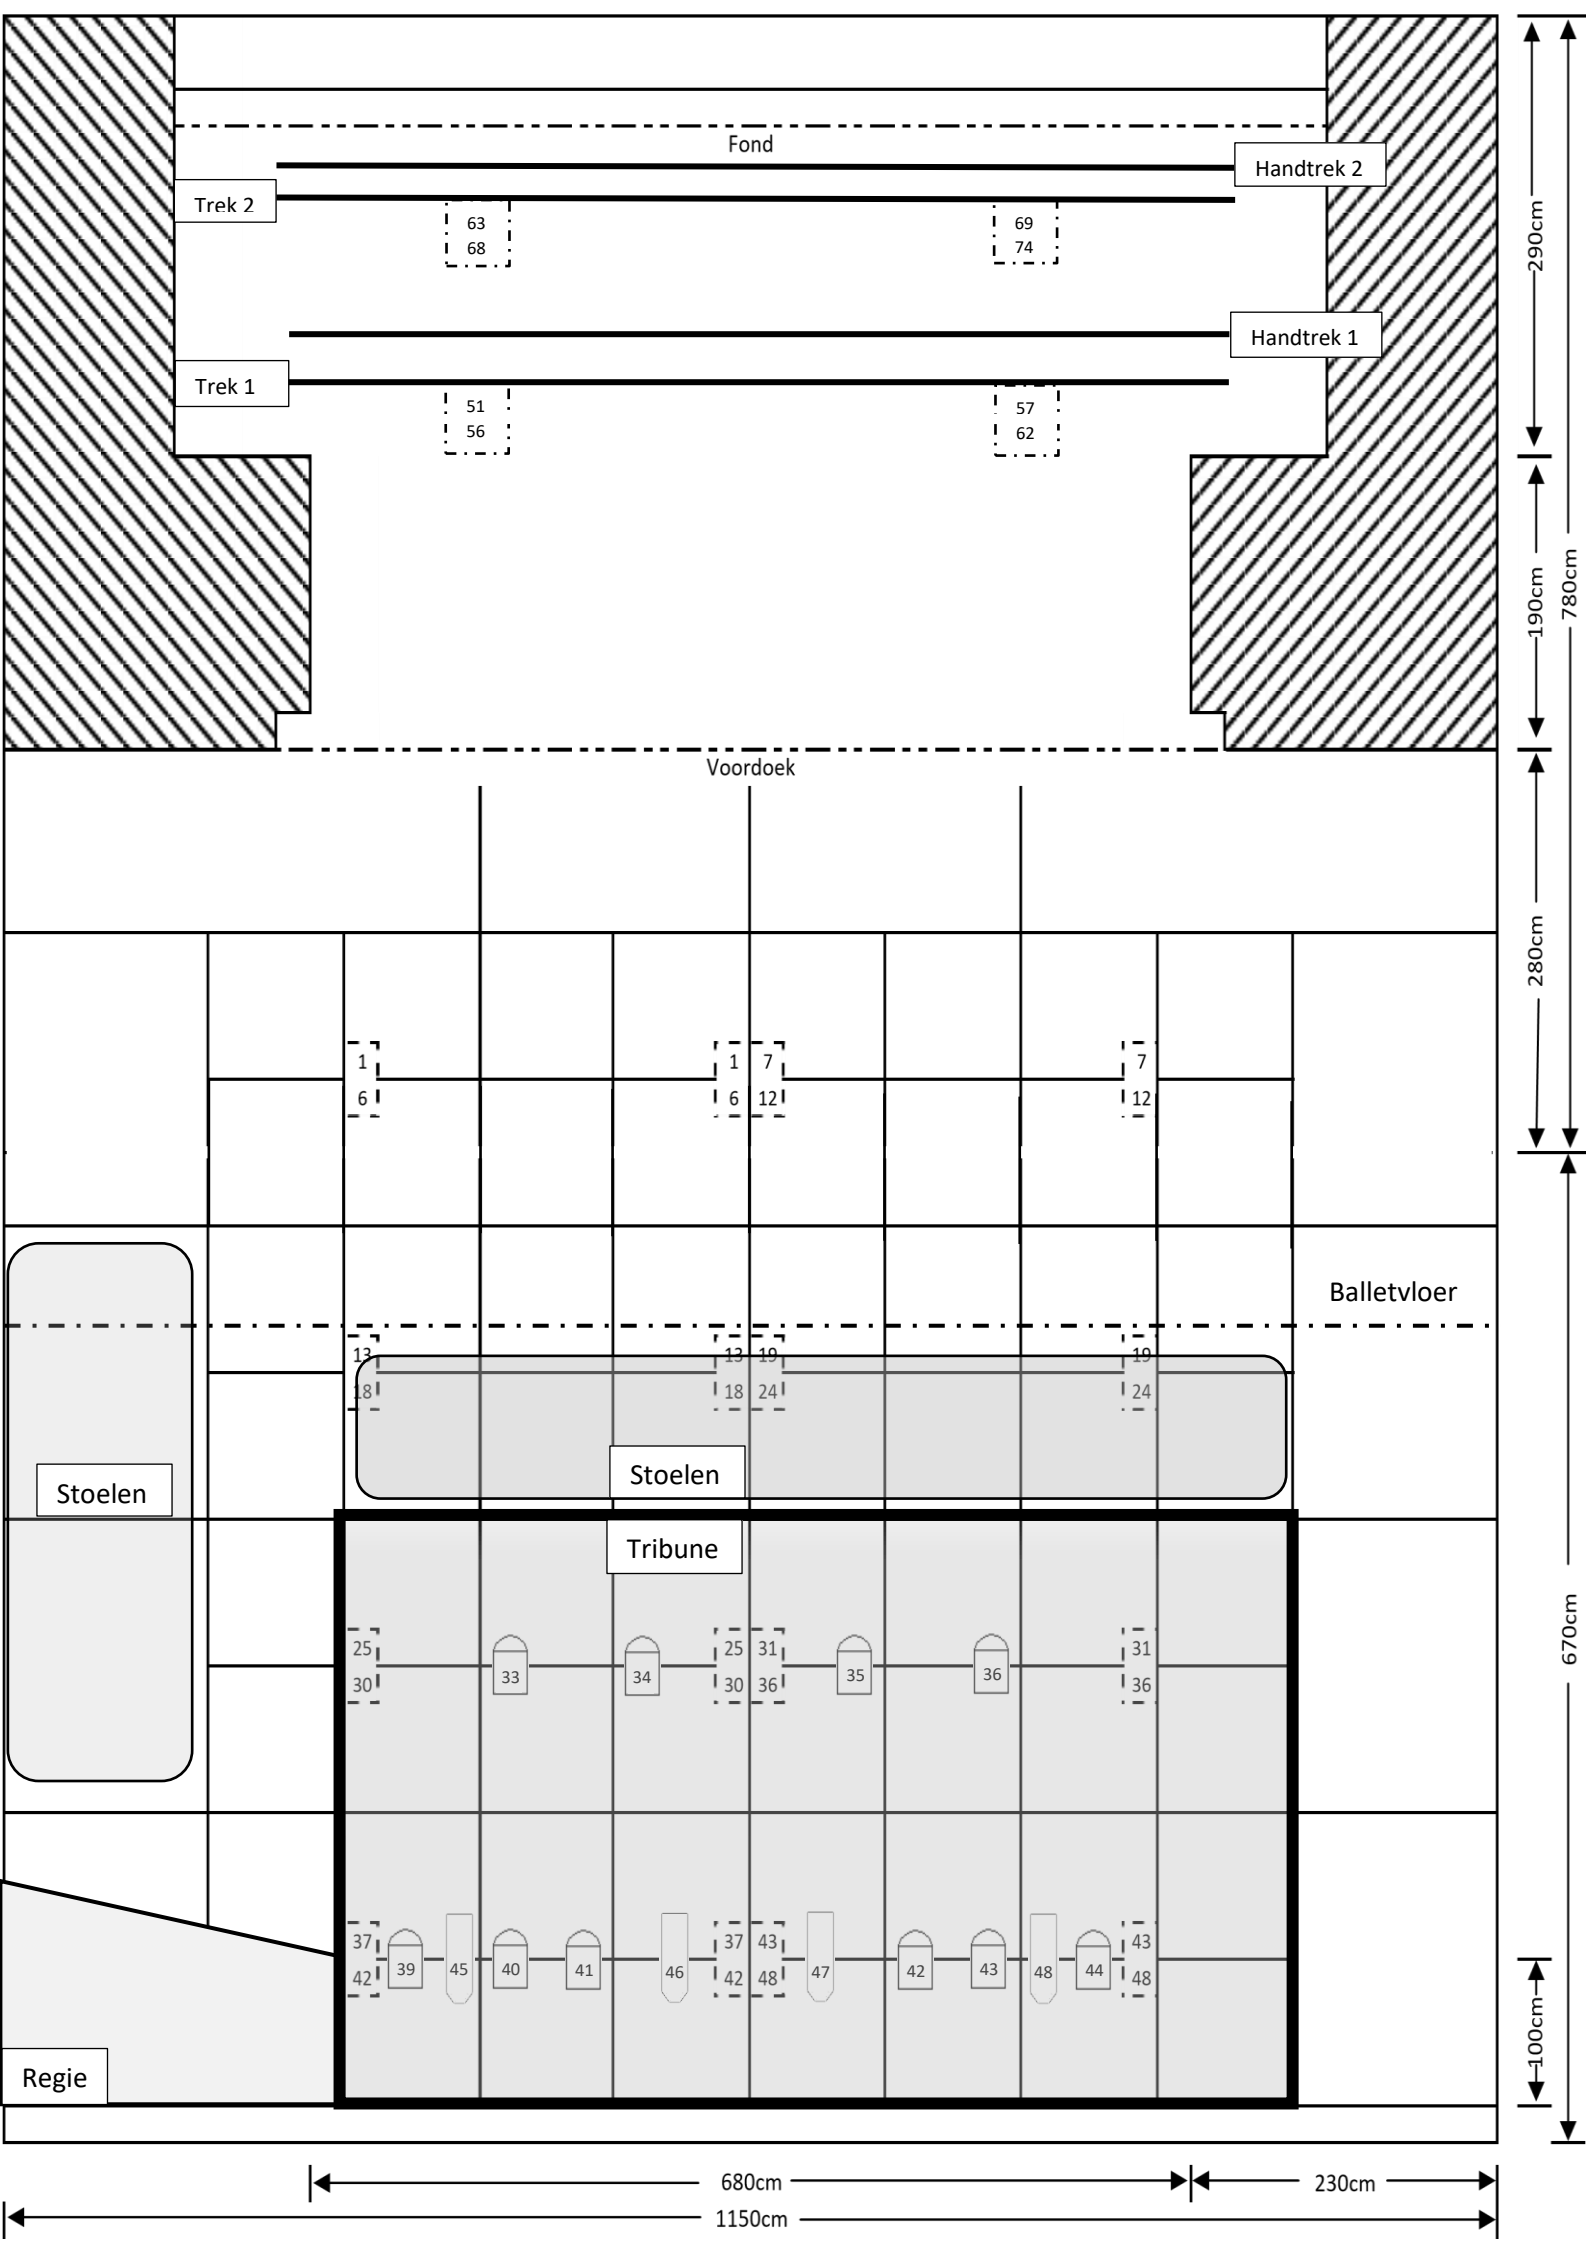 Fond
Handtrek 2
Trek 2
63
68
69
74
290cm
Handtrek 1
Trek 1
51
56
57
62
190cm
780cm
Voordoek
280cm
1
6
1 7
6 12
7
12
Balletvloer
13
18
13 19
18 24
19
24
Stoelen
Stoelen
Tribune
670cm
25
30
33
34
25 31
30 36
35
36
31
36
37
42
39
45
40
41
46
37 43
42 48
47
42
43
48
44
43
48
100cm
Regie
680cm
230cm
1150cm